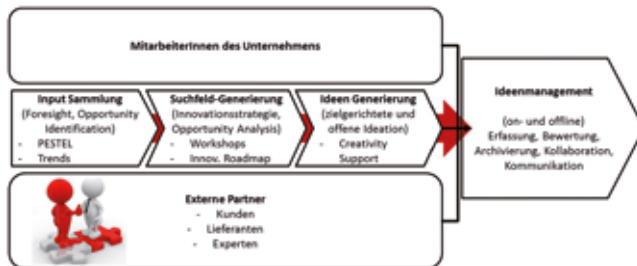 MitarbeiterInnen des Unternehmens
Input Sammlung
(Foresight, Opportunity
Identification)
- PESTEL
- Trends
Suchfeld-Generierung
(Innovationsstrategie,
Opportunity Analysis)
- Workshops
- Innov. Roadmap
Ideen Generierung
(zielgerichtete und
offene Ideation)
- Creativity
Support
Ideenmanagement
(on- und offline)
Erfassung, Bewertung,
Archivierung, Kollaboration,
Kommunikation
Externe Partner
- Kunden
- Lieferanten
- Experten